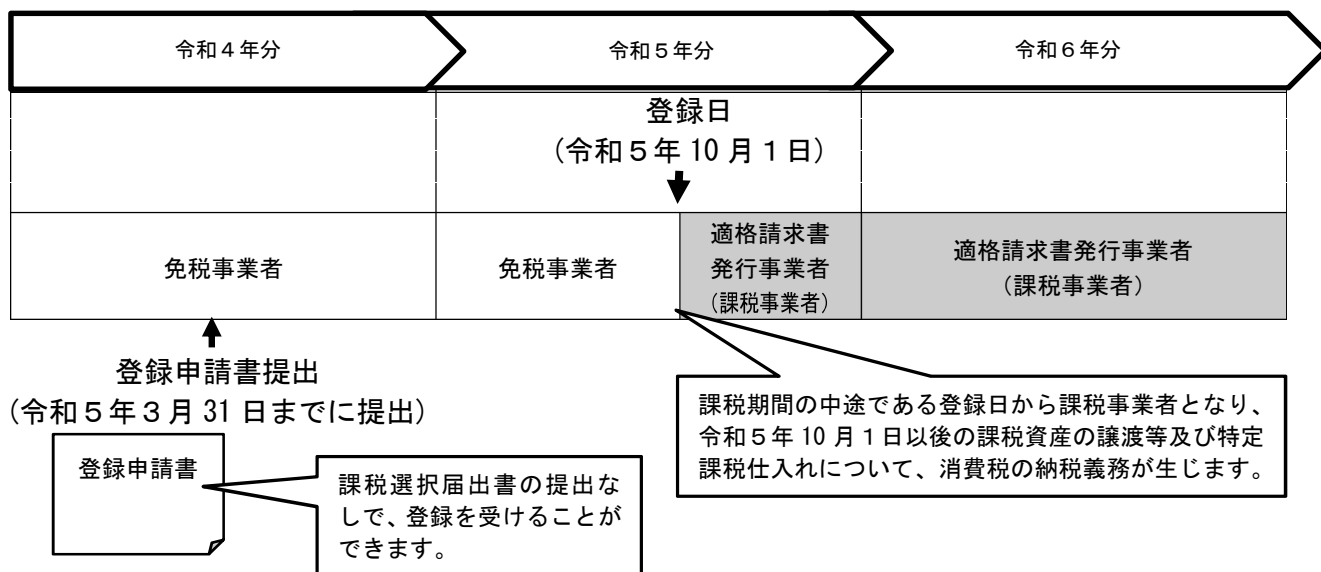 令和４年分
令和５年分
令和６年分
登録日
（令和５年 10 月１日）
免税事業者
免税事業者
適格請求書
発行事業者
（課税事業者）
適格請求書発行事業者
（課税事業者）
登録申請書提出
（令和５年３月 31 日までに提出）
登録申請書
課税選択届出書の提出な
しで、登録を受けることが
できます。
課税期間の中途である登録日から課税事業者となり、
令和５年 10 月１日以後の課税資産の譲渡等及び特定
課税仕入れについて、消費税の納税義務が生じます。